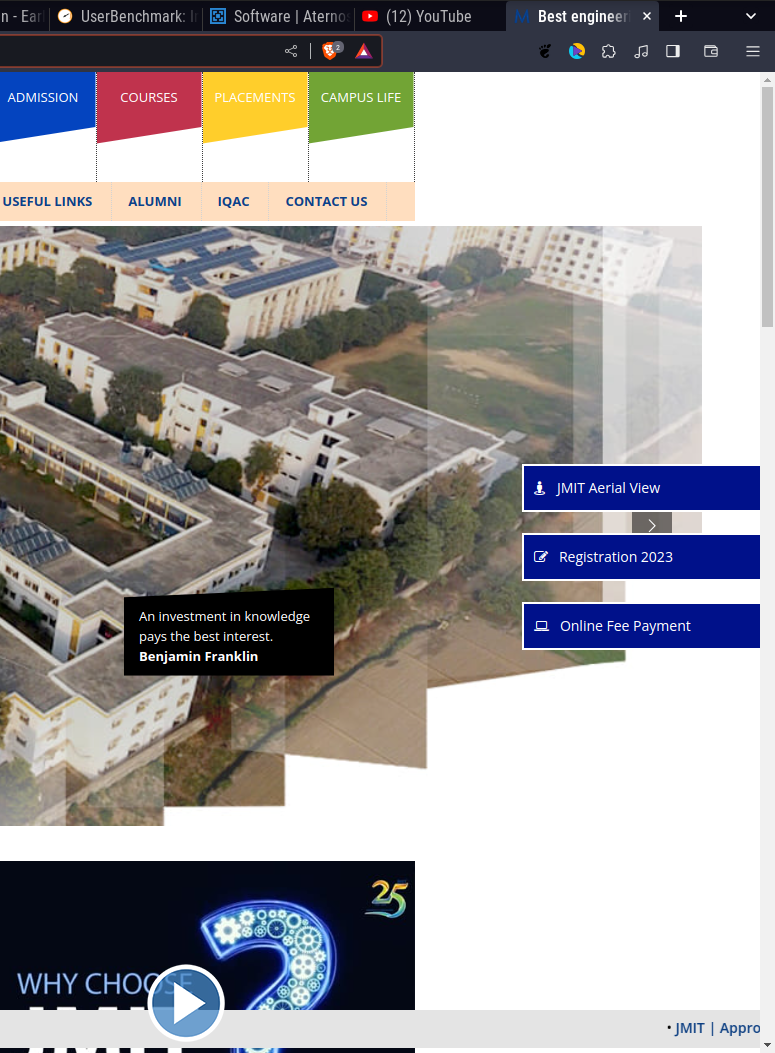 n - Ear
UserBenchmark: I
Software | Aternos
(12) YouTube
Best engineer
2
ADMISSION
COURSES
PLACEMENTS
CAMPUS LIFE
USEFUL LINKS
ALUMNI
IQAC
CONTACT US
JMIT Aerial View
Registration 2023
Online Fee Payment
An investment in knowledge
pays the best interest.
Benjamin Franklin
25
WHY CHOOSE
JMIT
?
• JMIT | Appro